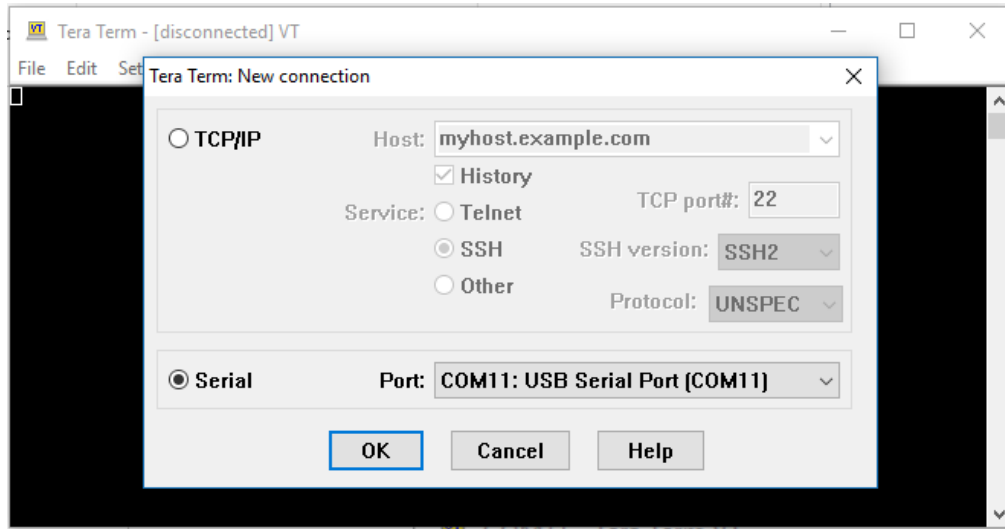 VT Tera Term - [disconnected] VT
File Edit Set
Tera Term: New connection
TCP/IP Host: myhost.example.com
History
Service: Telnet TCP port#: 22
SSH SSH version: SSH2
Other Protocol: UNSPEC
Serial Port: COM11: USB Serial Port (COM11)
OK Cancel Help